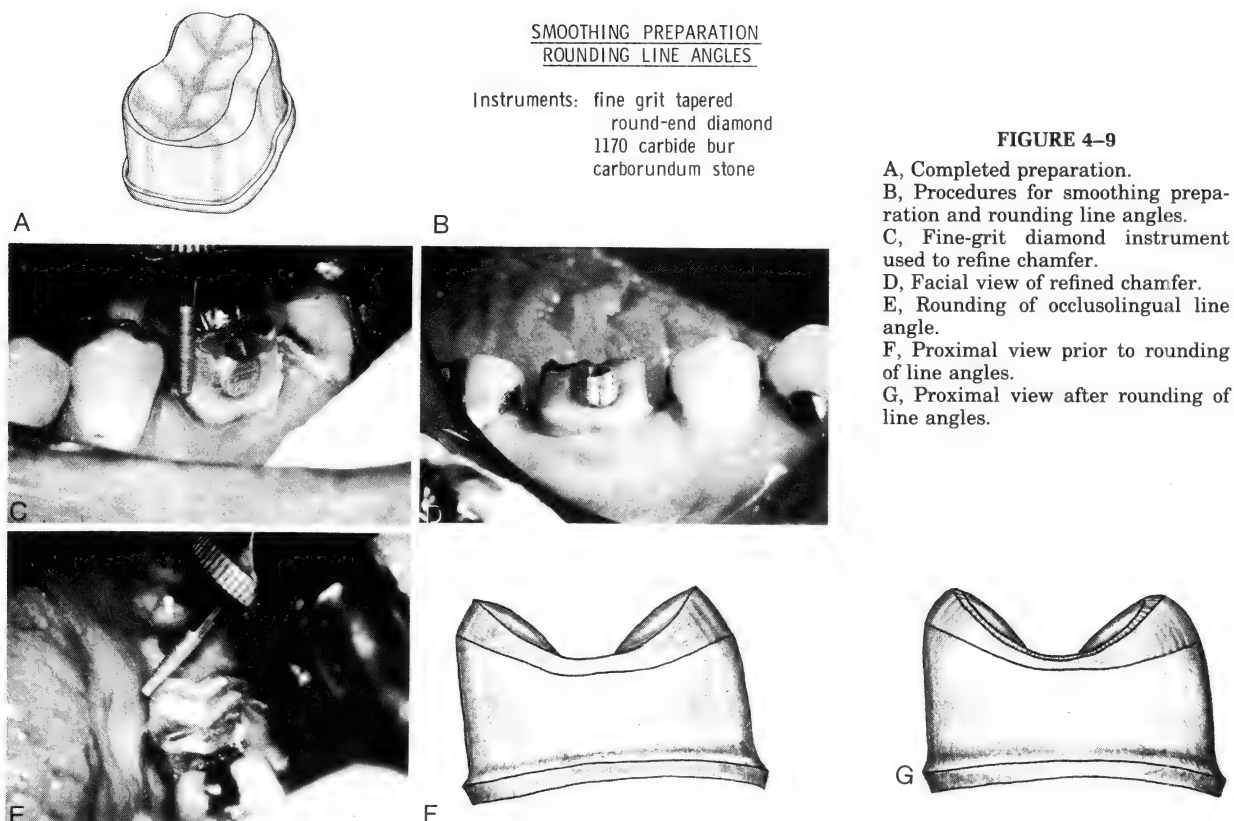 SMOOTHING PREPARATION
ROUNDING LINE ANGLES
Instruments: fine grit tapered
round-end diamond
1170 carbide bur
carborundum stone
FIGURE 4–9
A, Completed preparation.
B, Procedures for smoothing prepa-
ration and rounding line angles.
C, Fine-grit diamond instrument
used to refine chamfer.
D, Facial view of refined chamfer.
E, Rounding of occlusolingual line
angle.
F, Proximal view prior to rounding
of line angles.
G, Proximal view after rounding of
line angles.
A
B
C
D
E
F
G